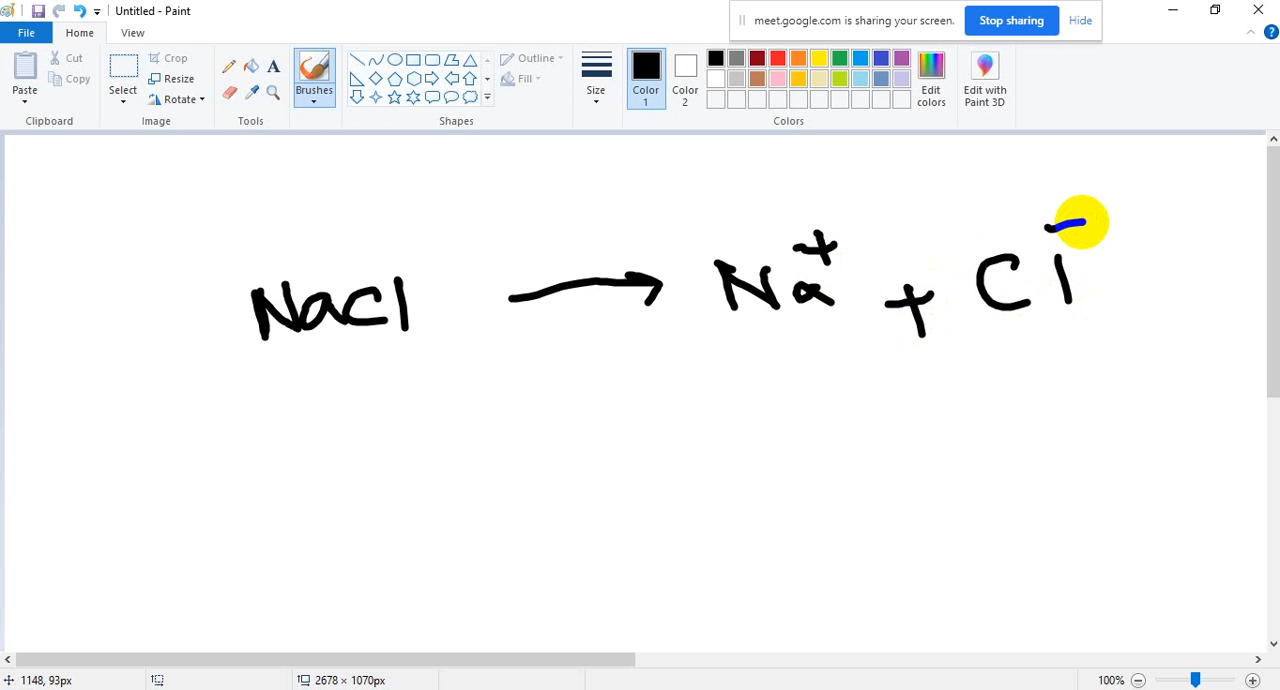 Untitled - Paint
meet.google.com is sharing your screen. Stop sharing Hide
File Home View
Paste Cut Copy
Select Crop Resize Rotate
A
Brushes
Outline Fill
Size
Color 1 Color 2
Edit colors
Edit with Paint 3D
Clipboard Image Tools Shapes Colors
NaCl → Na⁺ + Cl⁻
1148, 93px 2678 × 1070px 100%